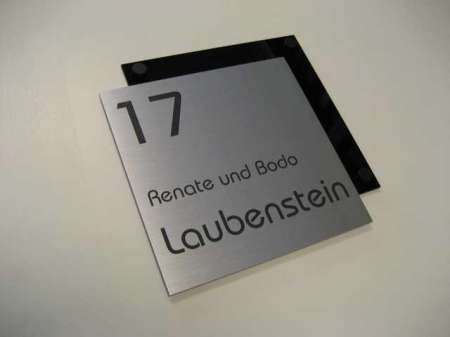 17
Renate und Bodo
Laubenstein